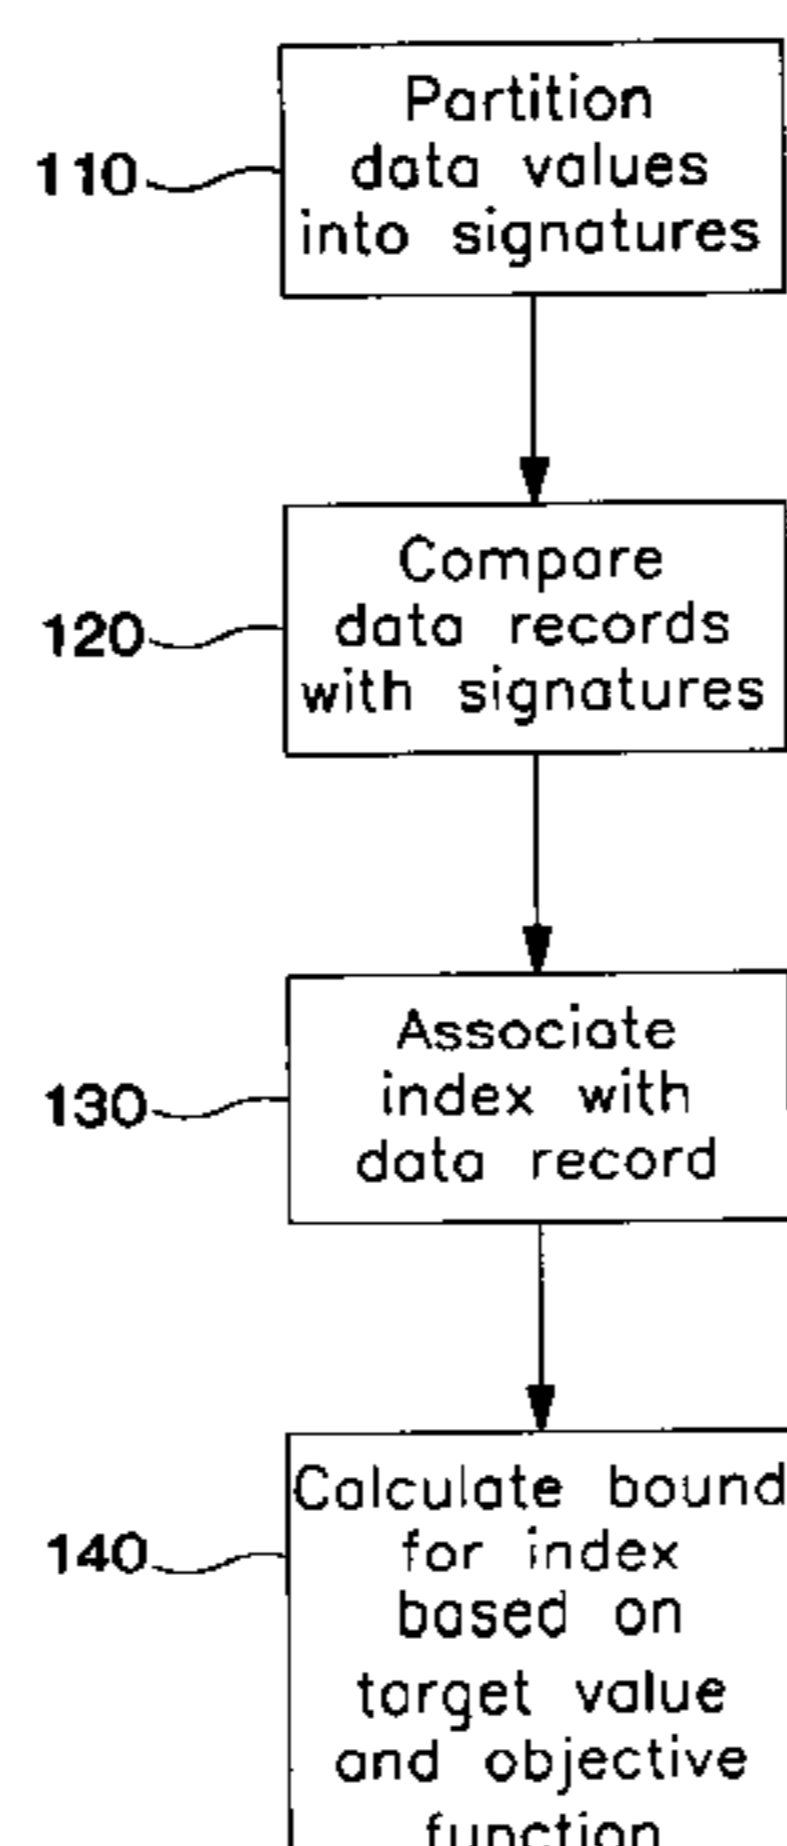 110
Partition
data values
into signatures
120
Compare
data records
with signatures
130
Associate
index with
data record
140
Calculate bound
for index
based on
target value
and objective
function